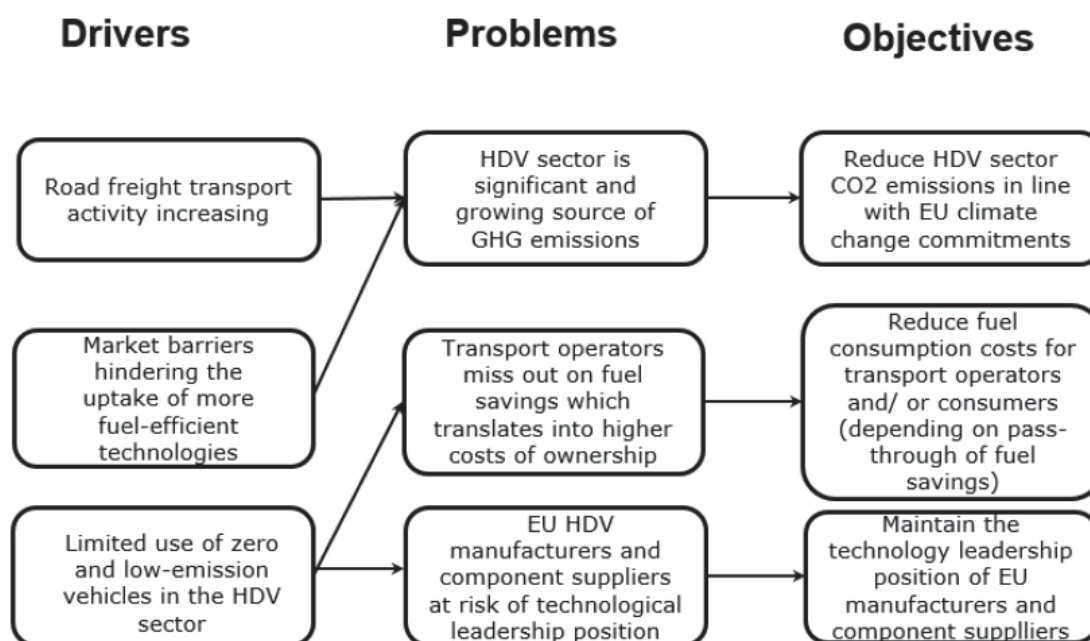 Drivers
Problems
Objectives
Road freight transport
activity increasing
HDV sector is
significant and
growing source of
GHG emissions
Reduce HDV sector
CO2 emissions in line
with EU climate
change commitments
Market barriers
hindering the
uptake of more
fuel-efficient
technologies
Transport operators
miss out on fuel
savings which
translates into higher
costs of ownership
Reduce fuel
consumption costs for
transport operators
and/ or consumers
(depending on pass-
through of fuel
savings)
Limited use of zero
and low-emission
vehicles in the HDV
sector
EU HDV
manufacturers and
component suppliers
at risk of technological
leadership position
Maintain the
technology leadership
position of EU
manufacturers and
component supplliers